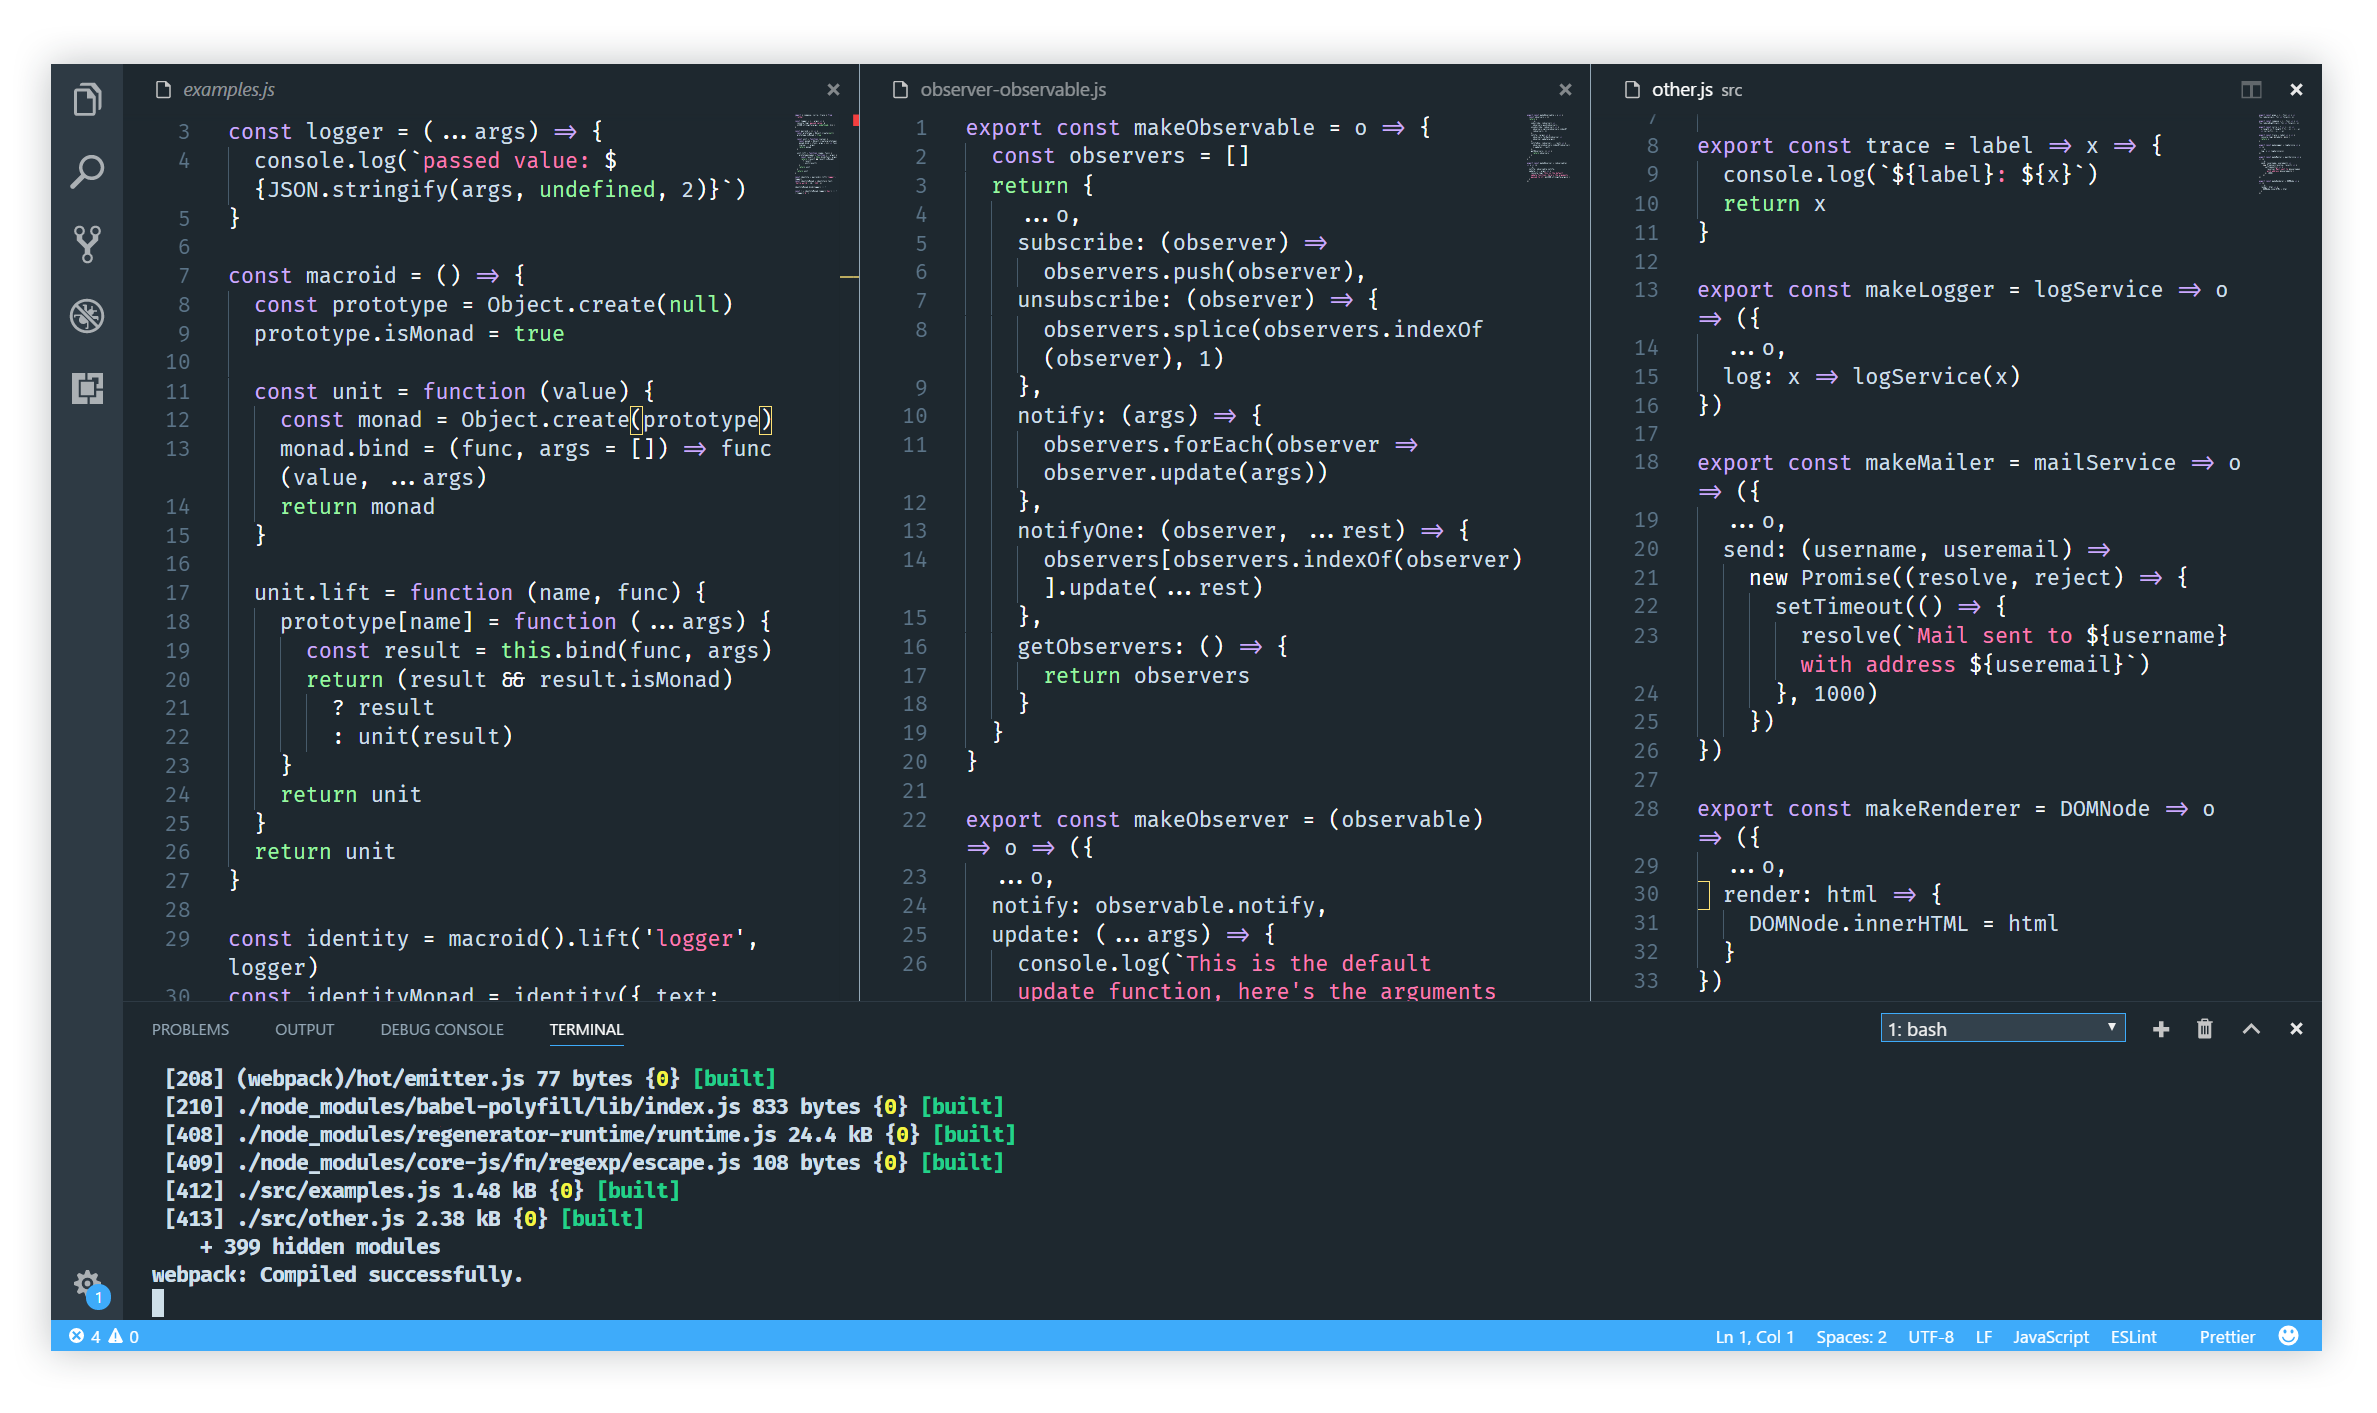 examples.js
3 const logger = (...args) => {
4 console.log(`passed value: $
{JSON.stringify(args, undefined, 2)}`)
5 }
6
7 const macroid = () => {
8 const prototype = Object.create(null)
9 prototype.isMonad = true
10
11 const unit = function (value) {
12 const monad = Object.create(prototype)
13 monad.bind = (func, args = []) => func
(value, ...args)
14 return monad
15 }
16
17 unit.lift = function (name, func) {
18 prototype[name] = function (...args) {
19 const result = this.bind(func, args)
20 return (result && result.isMonad)
21 ? result
22 : unit(result)
23 }
24 return unit
25 }
26 return unit
27 }
28
29 const identity = macroid().lift('logger',
logger)
30 const identityMonad = identity({ text:
observer-observable.js
1 export const makeObservable = o => {
2 const observers = []
3 return {
4 ...o,
5 subscribe: (observer) =>
6 observers.push(observer),
7 unsubscribe: (observer) => {
8 observers.splice(observers.indexOf
(observer), 1)
9 },
10 notify: (args) => {
11 observers.forEach(observer =>
observer.update(args))
12 },
13 notifyOne: (observer, ...rest) => {
14 observers[observers.indexOf(observer)
].update(...rest)
15 },
16 getObservers: () => {
17 return observers
18 }
19 }
20 }
21
22 export const makeObserver = (observable)
=> o => ({
23 ...o,
24 notify: observable.notify,
25 update: (...args) => {
26 console.log(`This is the default
update function, here's the arguments
other.js src
7
8 export const trace = label => x => {
9 console.log(`${label}: ${x}`)
10 return x
11 }
12
13 export const makeLogger = logService => o
=> ({
14 ...o,
15 log: x => logService(x)
16 })
17
18 export const makeMailer = mailService => o
=> ({
19 ...o,
20 send: (username, useremail) =>
21 new Promise((resolve, reject) => {
22 setTimeout(() => {
23 resolve(`Mail sent to ${username}
with address ${useremail}`)
24 }, 1000)
25 })
26 })
27
28 export const makeRenderer = DOMNode => o
=> ({
29 ...o,
30 render: html => {
31 DOMNode.innerHTML = html
32 }
33 })
PROBLEMS OUTPUT DEBUG CONSOLE TERMINAL 1: bash
[208] (webpack)/hot/emitter.js 77 bytes {0} [built]
[210] ./node_modules/babel-polyfill/lib/index.js 833 bytes {0} [built]
[408] ./node_modules/regenerator-runtime/runtime.js 24.4 kB {0} [built]
[409] ./node_modules/core-js/fn/regexp/escape.js 108 bytes {0} [built]
[412] ./src/examples.js 1.48 kB {0} [built]
[413] ./src/other.js 2.38 kB {0} [built]
+ 399 hidden modules
webpack: Compiled successfully.
1
4 0 Ln 1, Col 1 Spaces: 2 UTF-8 LF JavaScript ESLint Prettier